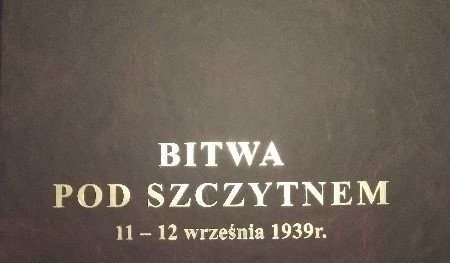 BITWA
POD SZCZYTNEM
11 – 12 września 1939r.